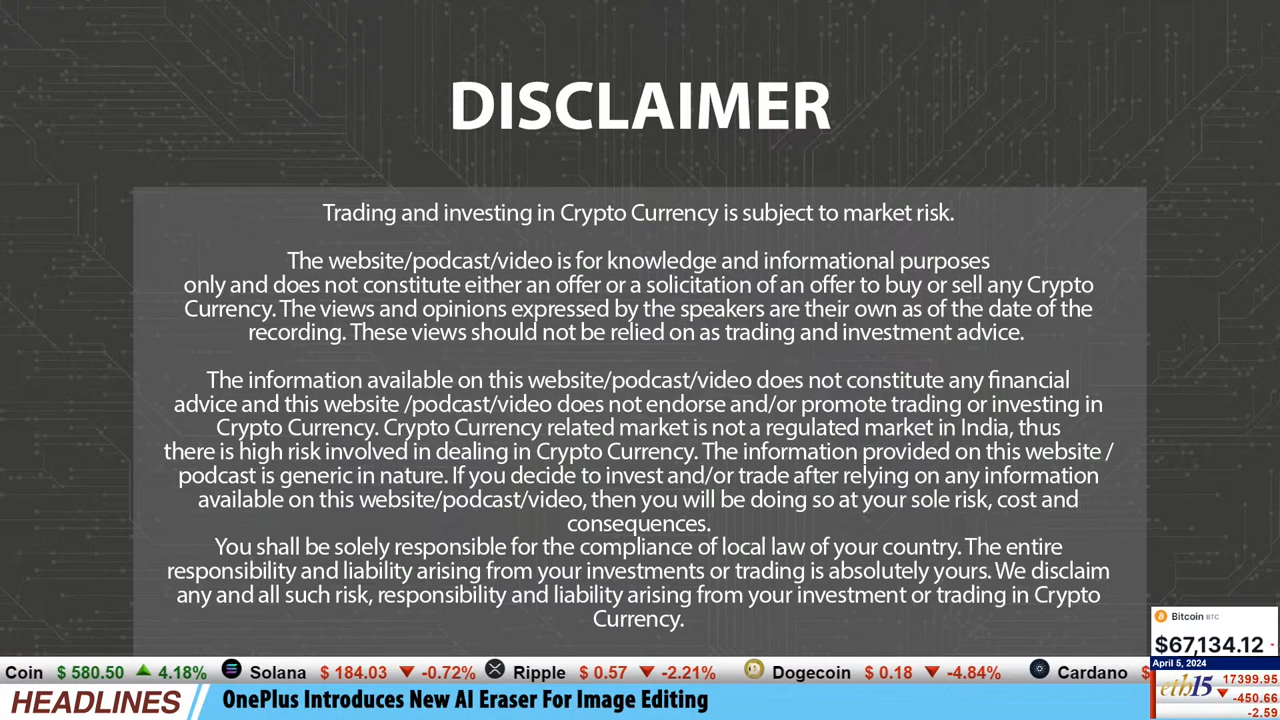 DISCLAIMER
Trading and investing in Crypto Currency is subject to market risk.
The website/podcast/video is for knowledge and informational purposes
only and does not constitute either an offer or a solicitation of an offer to buy or sell any Crypto
Currency. The views and opinions expressed by the speakers are their own as of the date of the
recording. These views should not be relied on as trading and investment advice.
The information available on this website/podcast/video does not constitute any financial
advice and this website /podcast/video does not endorse and/or promote trading or investing in
Crypto Currency. Crypto Currency related market is not a regulated market in India, thus
there is high risk involved in dealing in Crypto Currency. The information provided on this website /
podcast is generic in nature. If you decide to invest and/or trade after relying on any information
available on this website/podcast/video, then you will be doing so at your sole risk, cost and
consequences.
You shall be solely responsible for the compliance of local law of your country. The entire
responsibility and liability arising from your investments or trading is absolutely yours. We disclaim
any and all such risk, responsibility and liability arising from your investment or trading in Crypto
Currency.
Bitcoin BTC
$67,134.12
Coin $ 580.50 4.18% Solana $ 184.03 -0.72% Ripple $ 0.57 -2.21% Dogecoin $ 0.18 -4.84% Cardano $
April 5, 2024
eth15 17399.95
-450.66
-2.59
HEADLINES OnePlus Introduces New AI Eraser For Image Editing